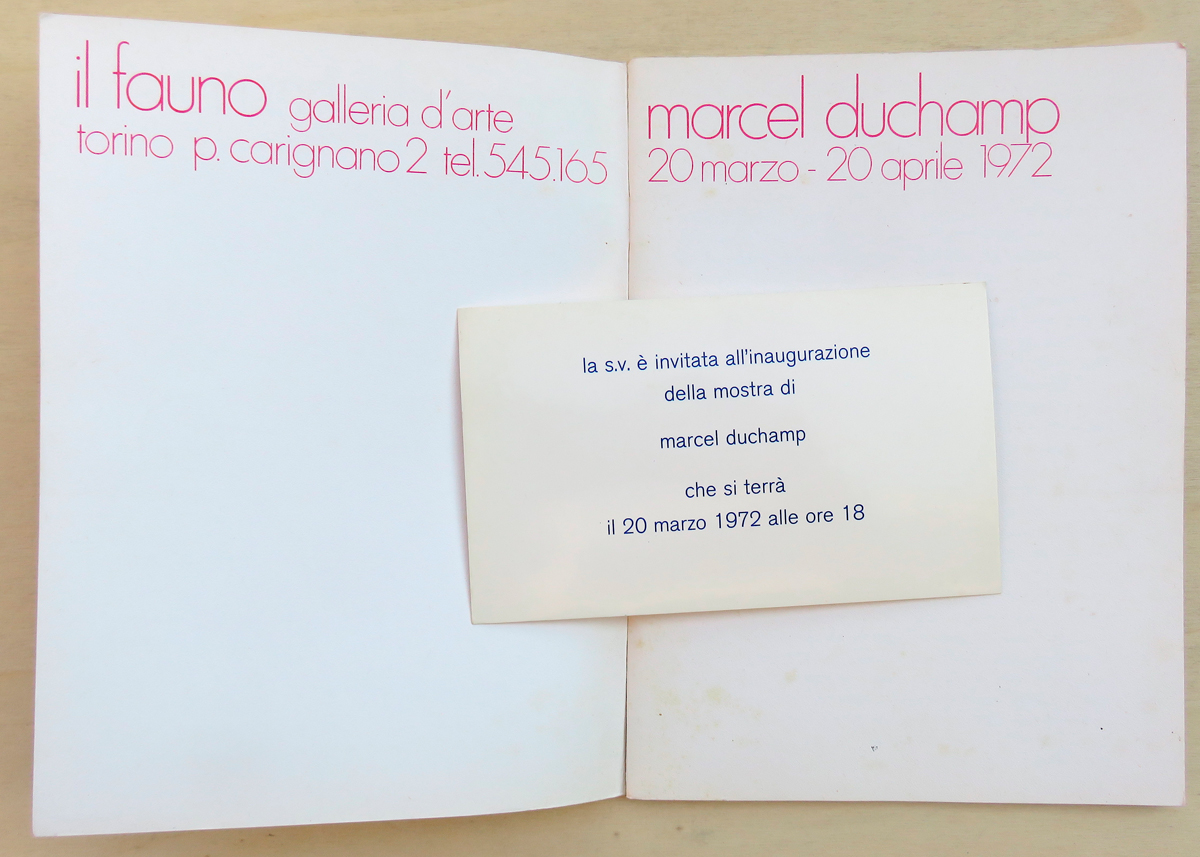 il fauno galleria d'arte
torino p. carignano 2 tel. 545.165
marcel duchamp
20 marzo - 20 aprile 1972
la s.v. è invitata all'inaugurazione
della mostra di
marcel duchamp
che si terrà
il 20 marzo 1972 alle ore 18